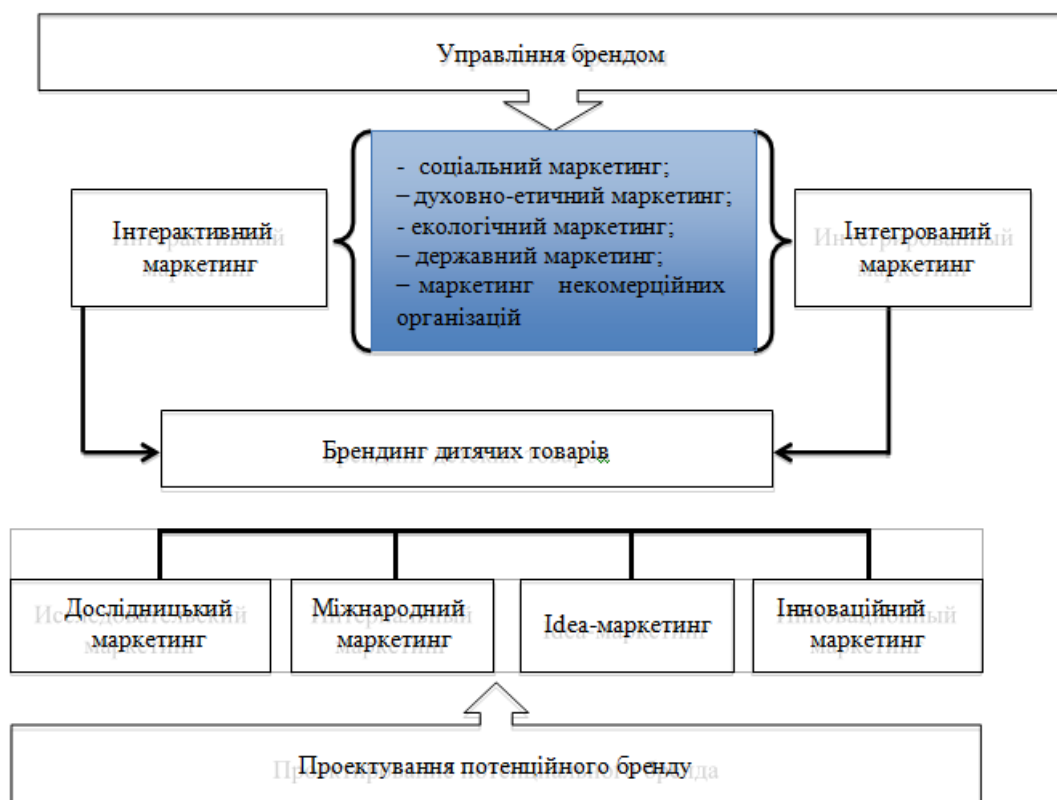 Управління брендом
- соціальний маркетинг;
– духовно-етичний маркетинг;
- екологічний маркетинг;
– державний маркетинг;
– маркетинг некомерційних
організацій
Інтерактивний
маркетинг
Інтегрований
маркетинг
Брендинг дитячих товарів
Дослідницький
маркетинг
Міжнародний
маркетинг
Idea-маркетинг
Інноваційний
маркетинг
Проектування потенційного бренду